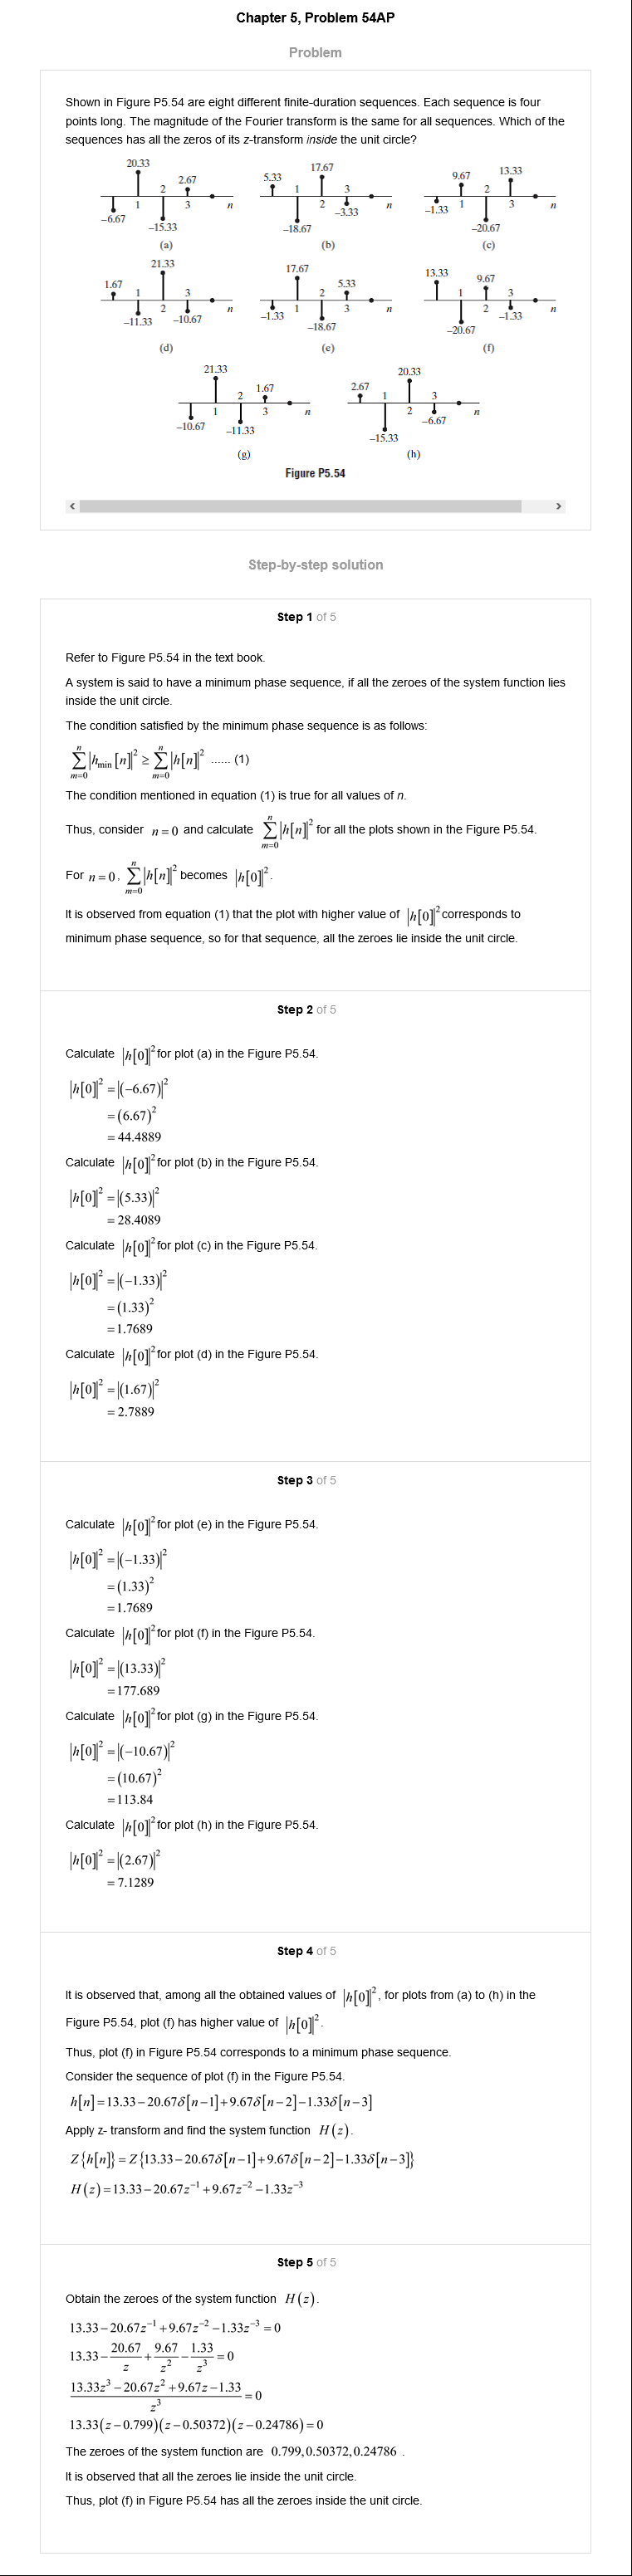 Chapter 5, Problem 54AP
Problem
Shown in Figure P5.54 are eight different finite-duration sequences. Each sequence is four
points long. The magnitude of the Fourier transform is the same for all sequences. Which of the
sequences has all the zeros of its z-transform inside the unit circle?
20.33
2 2.67
1 3 n
−6.67
−15.33
(a)
17.67
5.33 1 3
2 n
−3.33
−18.67
(b)
13.33
9.67 2
−1.33 1 3 n
−20.67
(c)
21.33
1.67 1 3
2 n
−11.33 −10.67
(d)
17.67
2 5.33
−1.33 1 3 n
−18.67
(e)
13.33 9.67
1 3
2 −1.33 n
−20.67
(f)
21.33
2 1.67
1 3 n
−10.67 −11.33
(g)
20.33
2.67 1 3
2 n
−6.67
−15.33
(h)
Figure P5.54
Step-by-step solution
Step 1 of 5
Refer to Figure P5.54 in the text book.
A system is said to have a minimum phase sequence, if all the zeroes of the system function lies
inside the unit circle.
The condition satisfied by the minimum phase sequence is as follows:
∑_{m=0}^{n} |h_min[n]|² ≥ ∑_{m=0}^{n} |h[n]|² ...... (1)
The condition mentioned in equation (1) is true for all values of n.
Thus, consider n = 0 and calculate ∑_{m=0}^{n} |h[n]|² for all the plots shown in the Figure P5.54.
For n = 0, ∑_{m=0}^{n} |h[n]|² becomes |h[0]|².
It is observed from equation (1) that the plot with higher value of |h[0]|² corresponds to
minimum phase sequence, so for that sequence, all the zeroes lie inside the unit circle.
Step 2 of 5
Calculate |h[0]|² for plot (a) in the Figure P5.54.
|h[0]|² = |(−6.67)|²
= (6.67)²
= 44.4889
Calculate |h[0]|² for plot (b) in the Figure P5.54.
|h[0]|² = |(5.33)|²
= 28.4089
Calculate |h[0]|² for plot (c) in the Figure P5.54.
|h[0]|² = |(−1.33)|²
= (1.33)²
= 1.7689
Calculate |h[0]|² for plot (d) in the Figure P5.54.
|h[0]|² = |(1.67)|²
= 2.7889
Step 3 of 5
Calculate |h[0]|² for plot (e) in the Figure P5.54.
|h[0]|² = |(−1.33)|²
= (1.33)²
= 1.7689
Calculate |h[0]|² for plot (f) in the Figure P5.54.
|h[0]|² = |(13.33)|²
= 177.689
Calculate |h[0]|² for plot (g) in the Figure P5.54.
|h[0]|² = |(−10.67)|²
= (10.67)²
= 113.84
Calculate |h[0]|² for plot (h) in the Figure P5.54.
|h[0]|² = |(2.67)|²
= 7.1289
Step 4 of 5
It is observed that, among all the obtained values of |h[0]|², for plots from (a) to (h) in the
Figure P5.54, plot (f) has higher value of |h[0]|².
Thus, plot (f) in Figure P5.54 corresponds to a minimum phase sequence.
Consider the sequence of plot (f) in the Figure P5.54.
h[n] = 13.33 − 20.67δ[n−1] + 9.67δ[n−2] − 1.33δ[n−3]
Apply z- transform and find the system function H(z).
Z{h[n]} = Z{13.33 − 20.67δ[n−1] + 9.67δ[n−2] − 1.33δ[n−3]}
H(z) = 13.33 − 20.67z⁻¹ + 9.67z⁻² − 1.33z⁻³
Step 5 of 5
Obtain the zeroes of the system function H(z).
13.33 − 20.67z⁻¹ + 9.67z⁻² − 1.33z⁻³ = 0
13.33 − 20.67/z + 9.67/z² − 1.33/z³ = 0
(13.33z³ − 20.67z² + 9.67z − 1.33)/z³ = 0
13.33(z − 0.799)(z − 0.50372)(z − 0.24786) = 0
The zeroes of the system function are 0.799, 0.50372, 0.24786 .
It is observed that all the zeroes lie inside the unit circle.
Thus, plot (f) in Figure P5.54 has all the zeroes inside the unit circle.